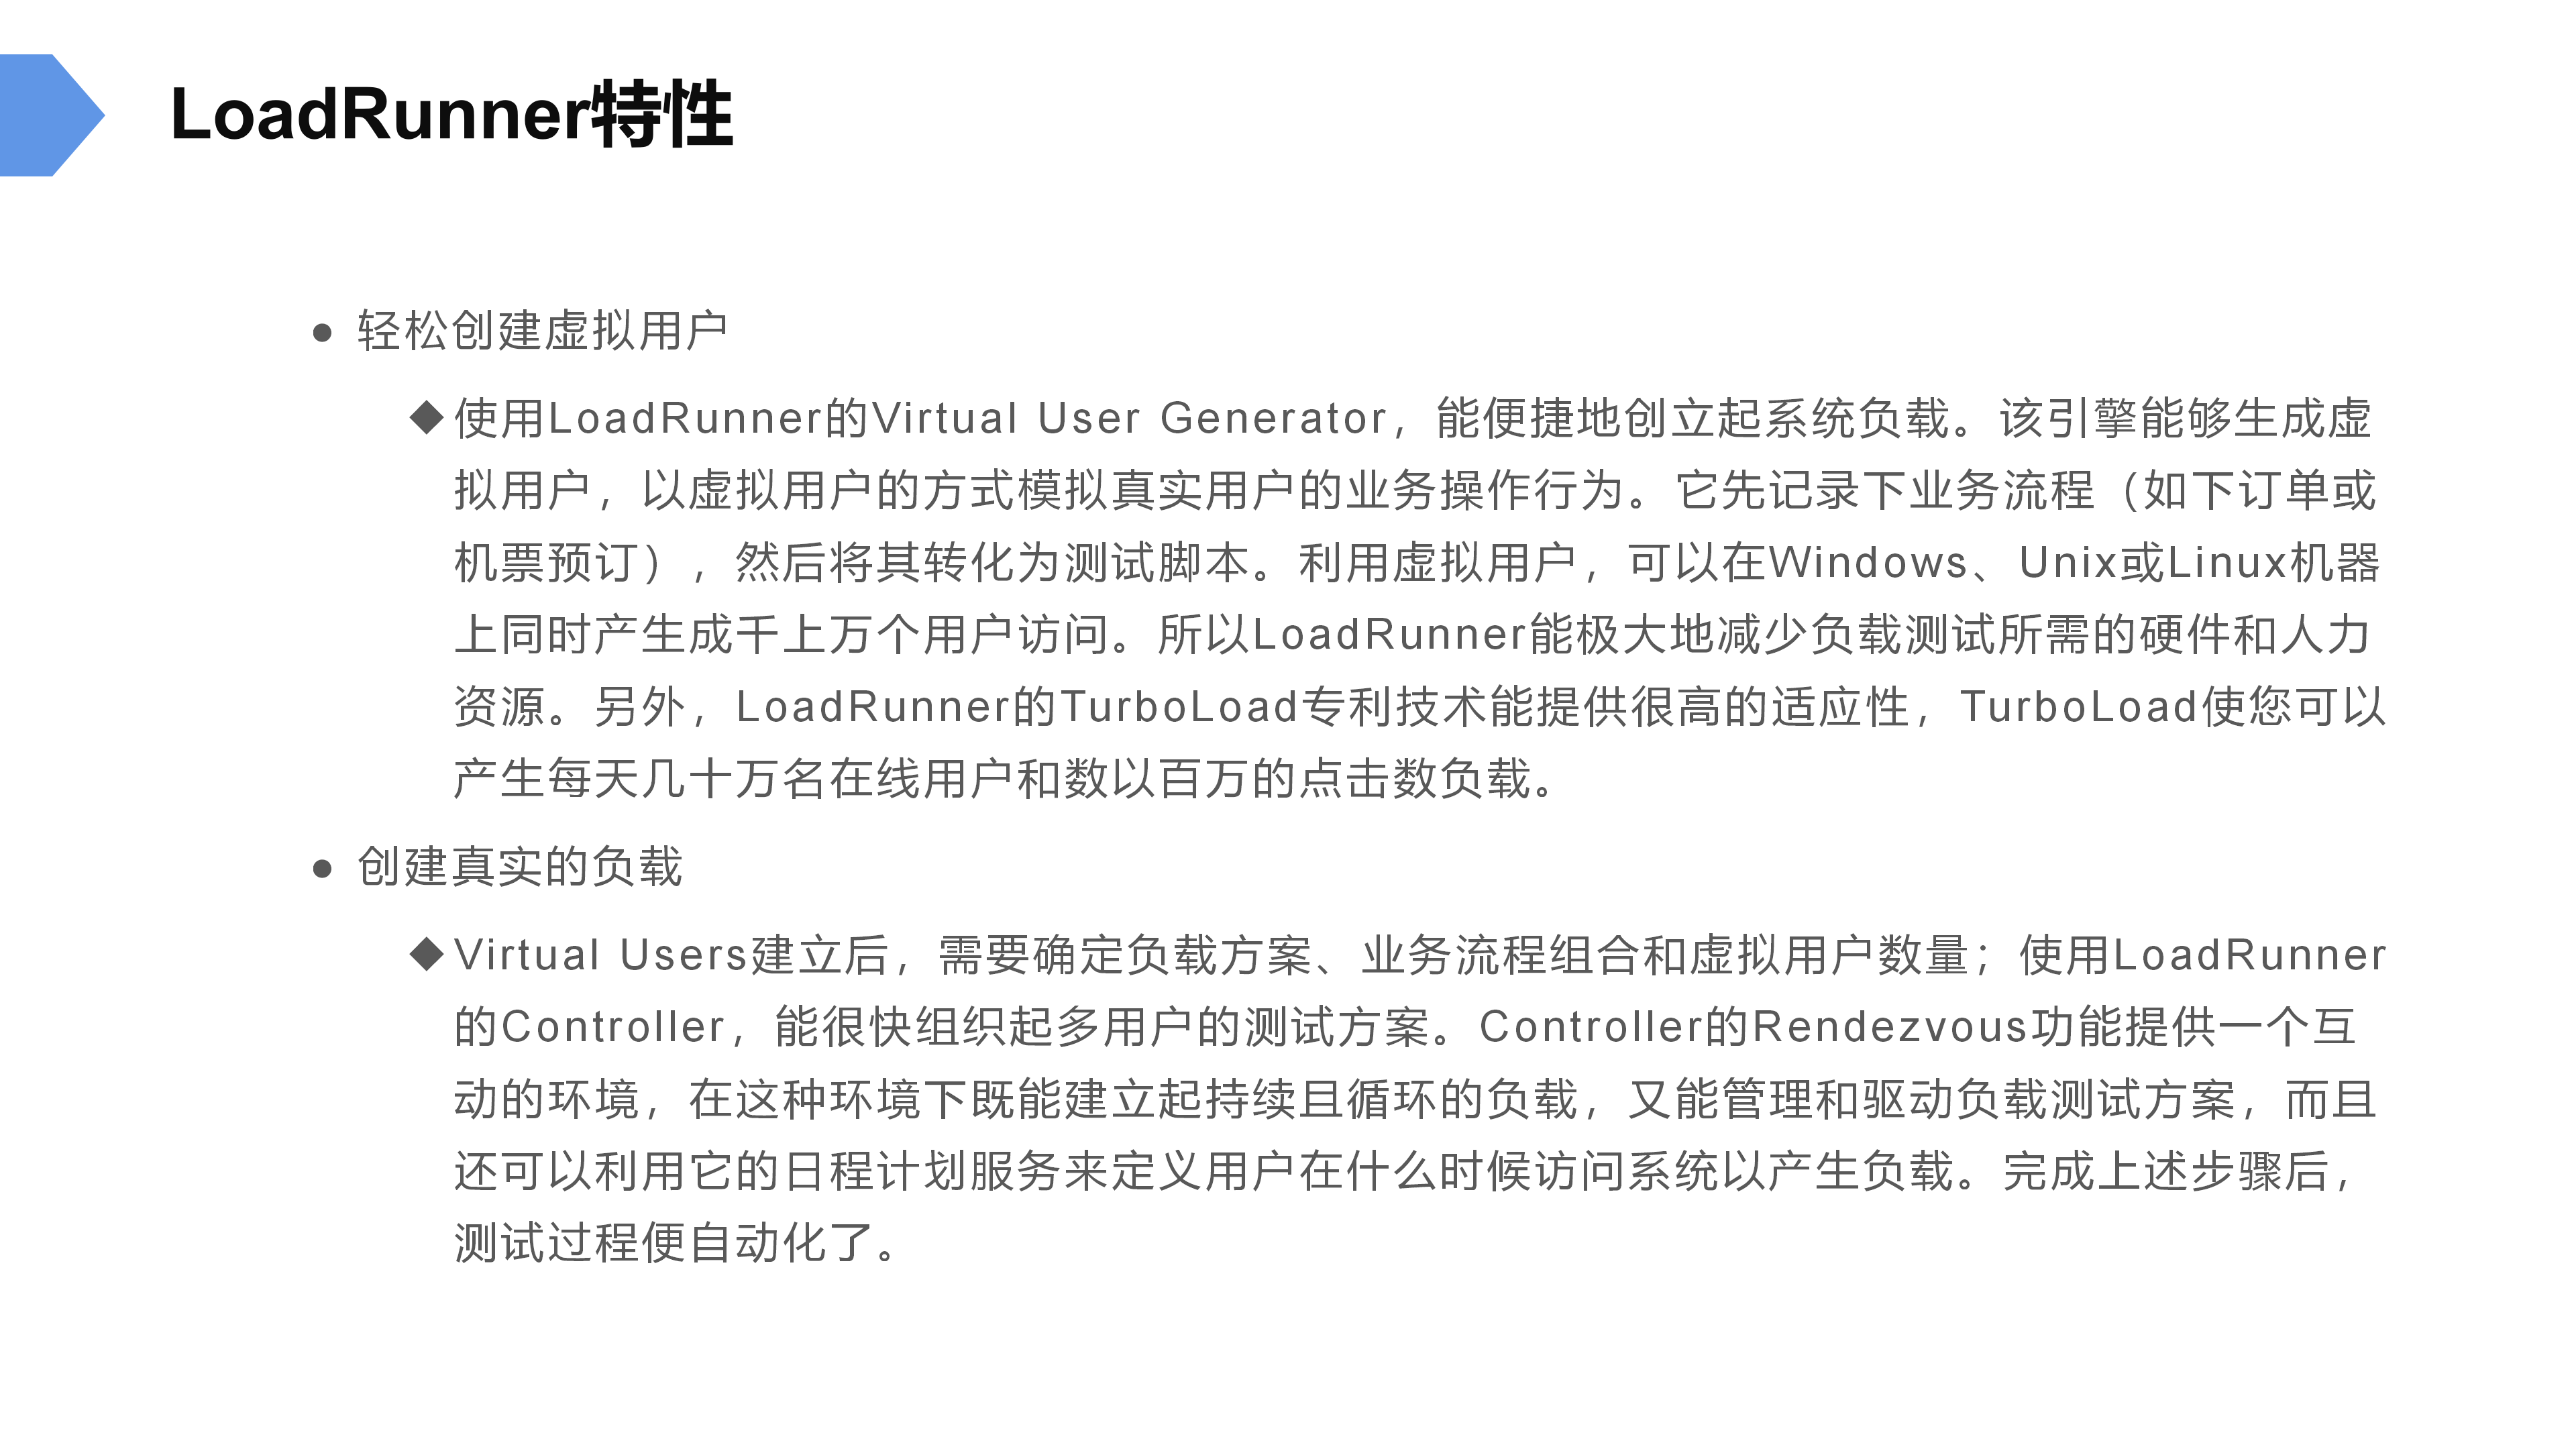 LoadRunner特性
● 轻松创建虚拟用户
◆使用LoadRunner的Virtual User Generator，能便捷地创立起系统负载。该引擎能够生成虚
拟用户，以虚拟用户的方式模拟真实用户的业务操作行为。它先记录下业务流程（如下订单或
机票预订），然后将其转化为测试脚本。利用虚拟用户，可以在Windows、Unix或Linux机器
上同时产生成千上万个用户访问。所以LoadRunner能极大地减少负载测试所需的硬件和人力
资源。另外，LoadRunner的TurboLoad专利技术能提供很高的适应性，TurboLoad使您可以
产生每天几十万名在线用户和数以百万的点击数负载。
● 创建真实的负载
◆Virtual Users建立后，需要确定负载方案、业务流程组合和虚拟用户数量；使用LoadRunner
的Controller，能很快组织起多用户的测试方案。Controller的Rendezvous功能提供一个互
动的环境，在这种环境下既能建立起持续且循环的负载，又能管理和驱动负载测试方案，而且
还可以利用它的日程计划服务来定义用户在什么时候访问系统以产生负载。完成上述步骤后，
测试过程便自动化了。